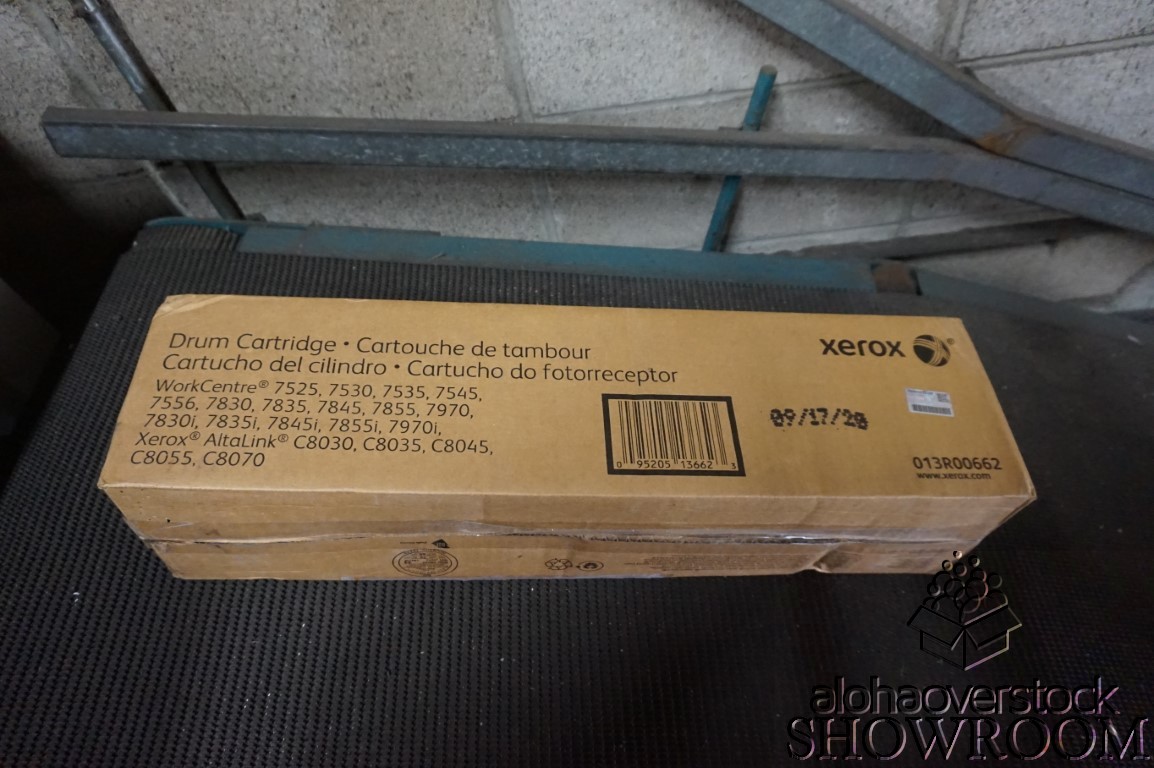 Drum Cartridge • Cartouche de tambour
Cartucho del cilindro • Cartucho do fotorreceptor
WorkCentre® 7525, 7530, 7535, 7545,
7556, 7830, 7835, 7845, 7855, 7970,
7830i, 7835i, 7845i, 7855i, 7970i,
Xerox® AltaLink® C8030, C8035, C8045,
C8055, C8070
xerox®
0 95205 13662 3
09/17/20
013R00662
www.xerox.com
alohaoverstock
SHOWROOM